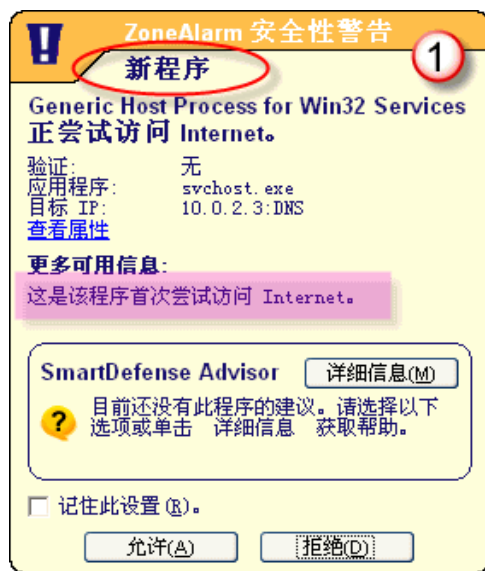 ZoneAlarm 安全性警告
新程序
1
Generic Host Process for Win32 Services
正尝试访问 Internet。
验证: 无
应用程序: svchost.exe
目标 IP: 10.0.2.3:DNS
查看属性
更多可用信息:
这是该程序首次尝试访问 Internet。
SmartDefense Advisor 详细信息(M)
?
目前还没有此程序的建议。请选择以下
选项或单击 详细信息 获取帮助。
记住此设置(R)。
允许(A) 拒绝(D)